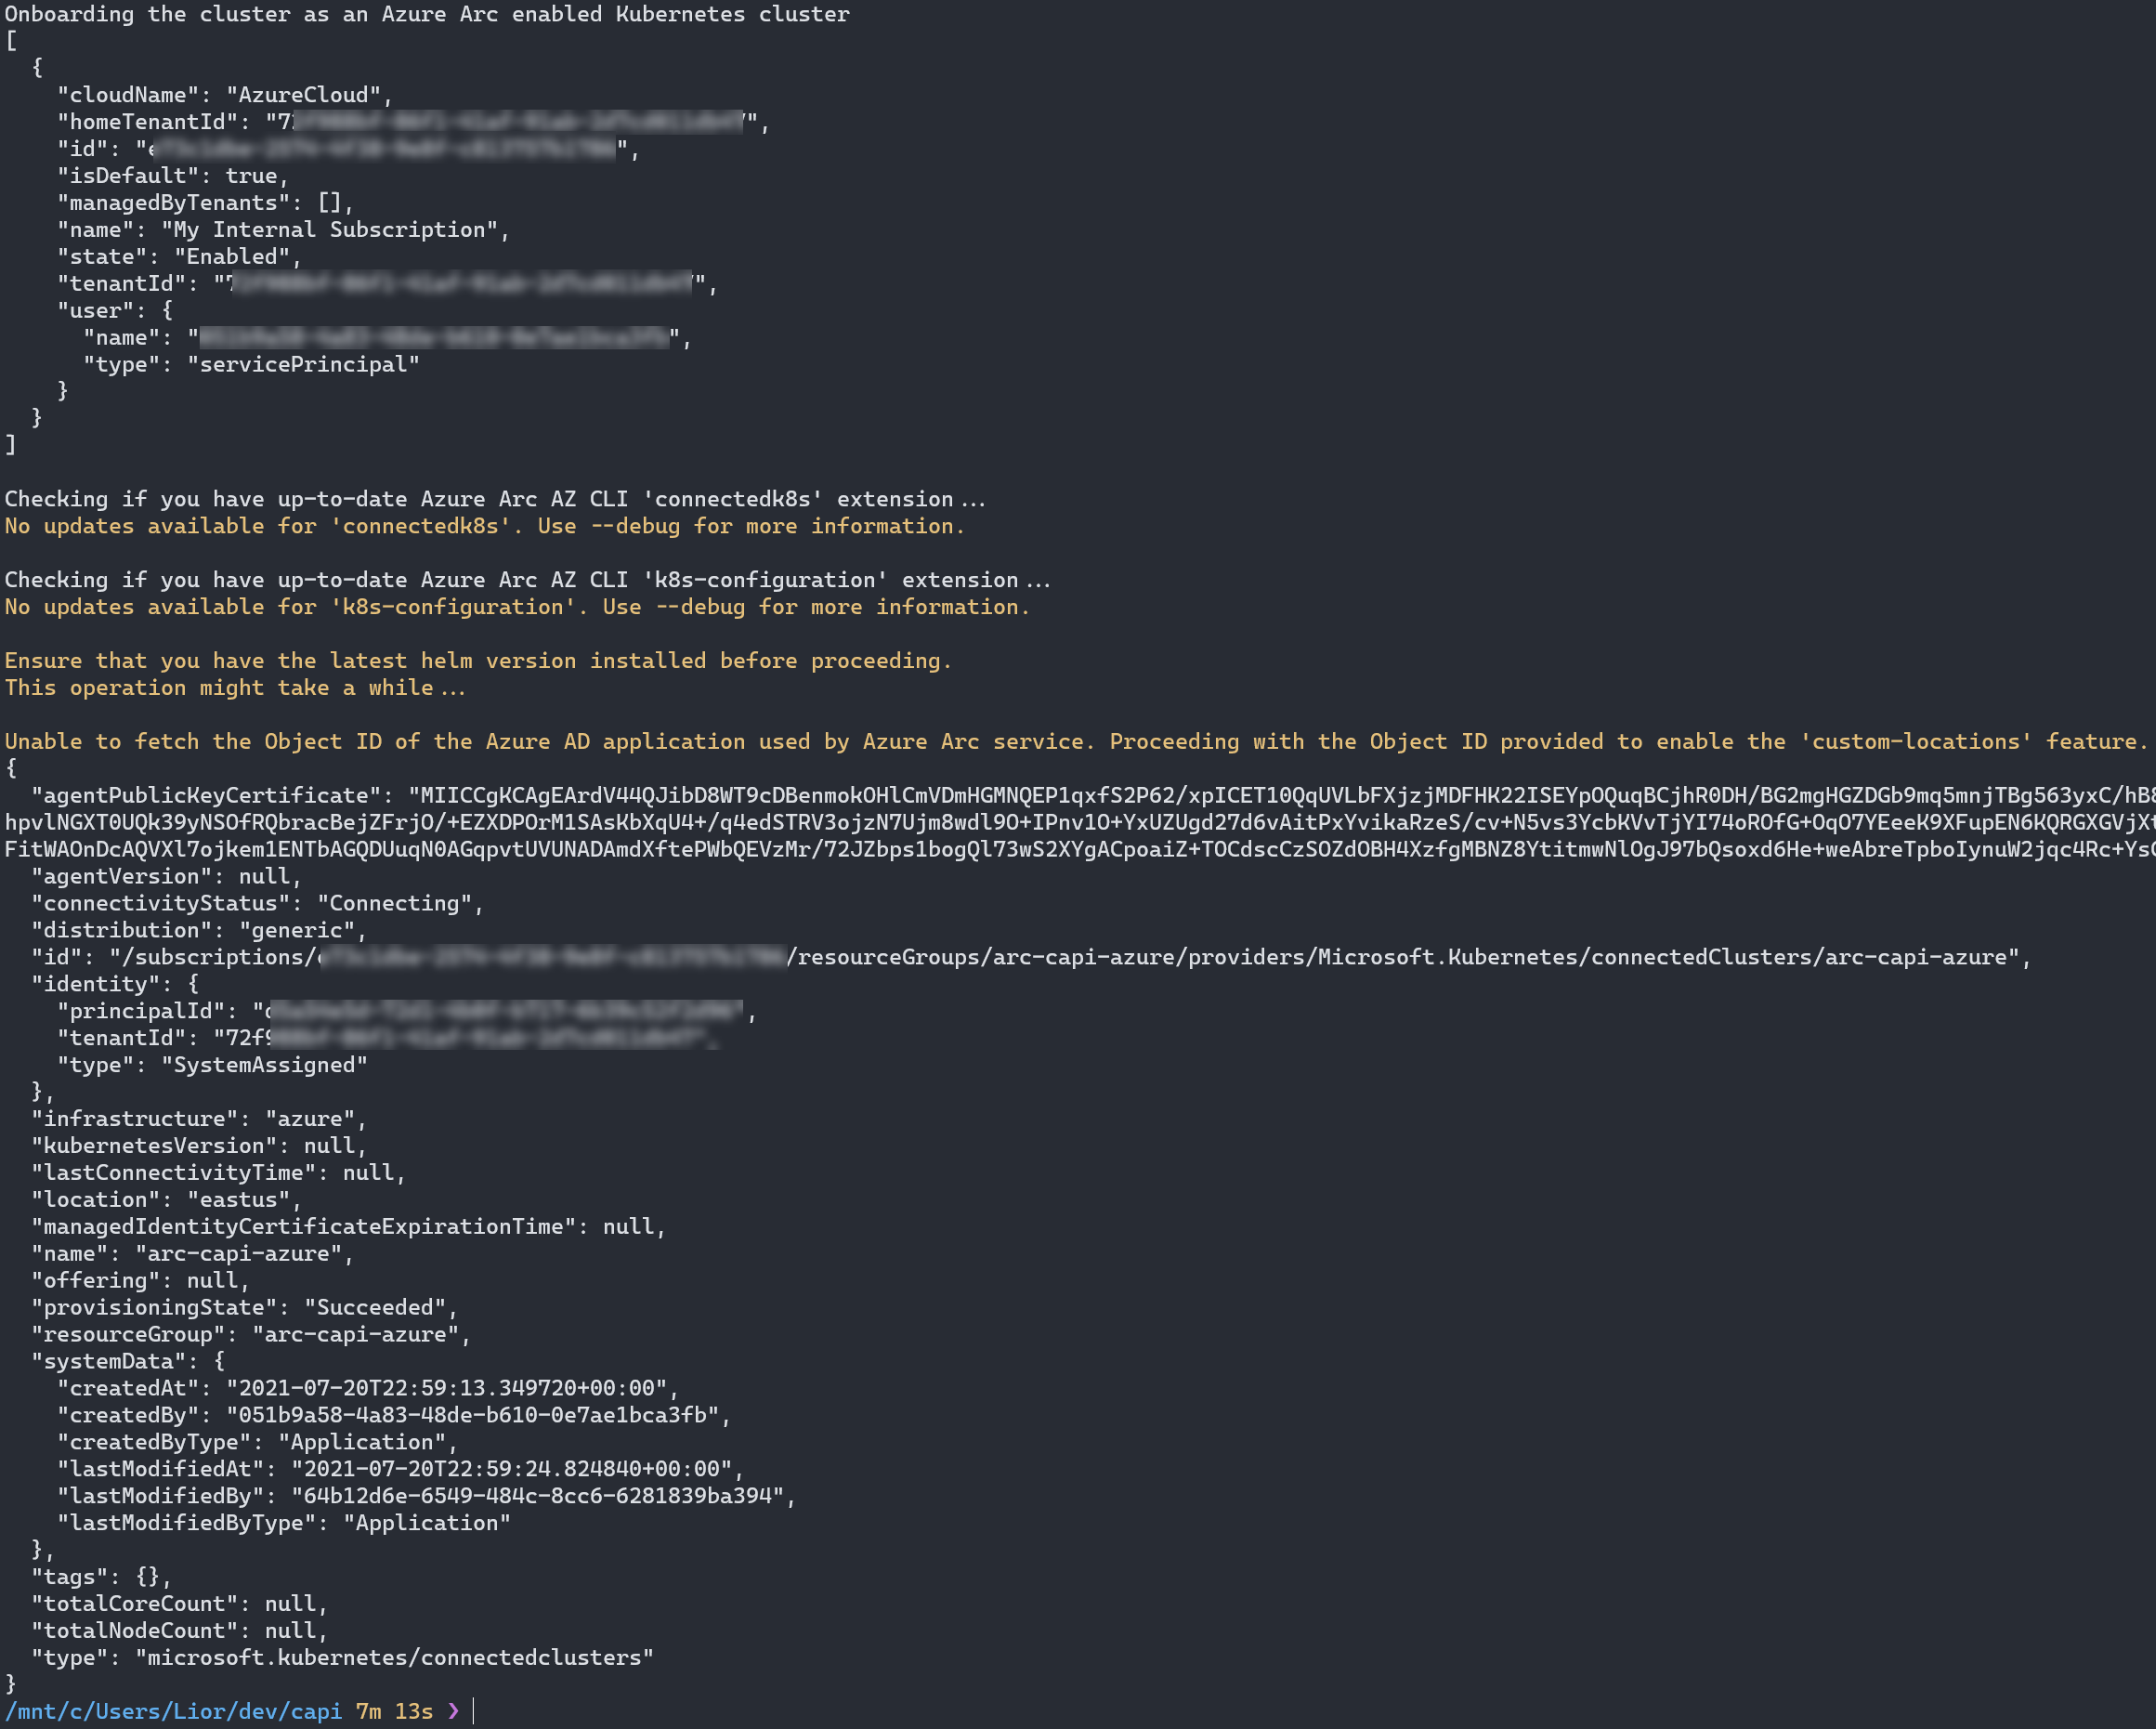 Onboarding the cluster as an Azure Arc enabled Kubernetes cluster
[
  {
    "cloudName": "AzureCloud",
    "homeTenantId": "7",
    "id": "",
    "isDefault": true,
    "managedByTenants": [],
    "name": "My Internal Subscription",
    "state": "Enabled",
    "tenantId": "",
    "user": {
      "name": "",
      "type": "servicePrincipal"
    }
  }
]
Checking if you have up-to-date Azure Arc AZ CLI 'connectedk8s' extension...
No updates available for 'connectedk8s'. Use --debug for more information.
Checking if you have up-to-date Azure Arc AZ CLI 'k8s-configuration' extension...
No updates available for 'k8s-configuration'. Use --debug for more information.
Ensure that you have the latest helm version installed before proceeding.
This operation might take a while...
Unable to fetch the Object ID of the Azure AD application used by Azure Arc service. Proceeding with the Object ID provided to enable the 'custom-locations' feature.
{
  "agentPublicKeyCertificate": "MIICCgKCAgEArdV44QJibD8WT9cDBenmokOHlCmVDmHGMNQEP1qxfS2P62/xpICET10QqUVLbFXjzjMDFHK22ISEYpOQuqBCjhR0DH/BG2mgHGZDGb9mq5mnjTBg563yxC/hB8
hpvlNGXT0UQk39yNSOfRQbracBejZFrjO/+EZXDPOrM1SAsKbXqU4+/q4edSTRV3ojzN7Ujm8wdl9O+IPnv1O+YxUZUgd27d6vAitPxYvikaRzeS/cv+N5vs3YcbKVvTjYI74oROfG+OqO7YEeeK9XFupEN6KQRGXGVjXt
FitWAOnDcAQVXl7ojkem1ENTbAGQDUuqN0AGqpvtUVUNADAmdXftePWbQEVzMr/72JZbps1bogQl73wS2XYgACpoaiZ+TOCdscCzSOZdOBH4XzfgMBNZ8YtitmwNlOgJ97bQsoxd6He+weAbreTpboIynuW2jqc4Rc+Ys
  "agentVersion": null,
  "connectivityStatus": "Connecting",
  "distribution": "generic",
  "id": "/subscriptions/ /resourceGroups/arc-capi-azure/providers/Microsoft.Kubernetes/connectedClusters/arc-capi-azure",
  "identity": {
    "principalId": "",
    "tenantId": "72f
    "type": "SystemAssigned"
  },
  "infrastructure": "azure",
  "kubernetesVersion": null,
  "lastConnectivityTime": null,
  "location": "eastus",
  "managedIdentityCertificateExpirationTime": null,
  "name": "arc-capi-azure",
  "offering": null,
  "provisioningState": "Succeeded",
  "resourceGroup": "arc-capi-azure",
  "systemData": {
    "createdAt": "2021-07-20T22:59:13.349720+00:00",
    "createdBy": "051b9a58-4a83-48de-b610-0e7ae1bca3fb",
    "createdByType": "Application",
    "lastModifiedAt": "2021-07-20T22:59:24.824840+00:00",
    "lastModifiedBy": "64b12d6e-6549-484c-8cc6-6281839ba394",
    "lastModifiedByType": "Application"
  },
  "tags": {},
  "totalCoreCount": null,
  "totalNodeCount": null,
  "type": "microsoft.kubernetes/connectedclusters"
}
/mnt/c/Users/Lior/dev/capi 7m 13s ❯